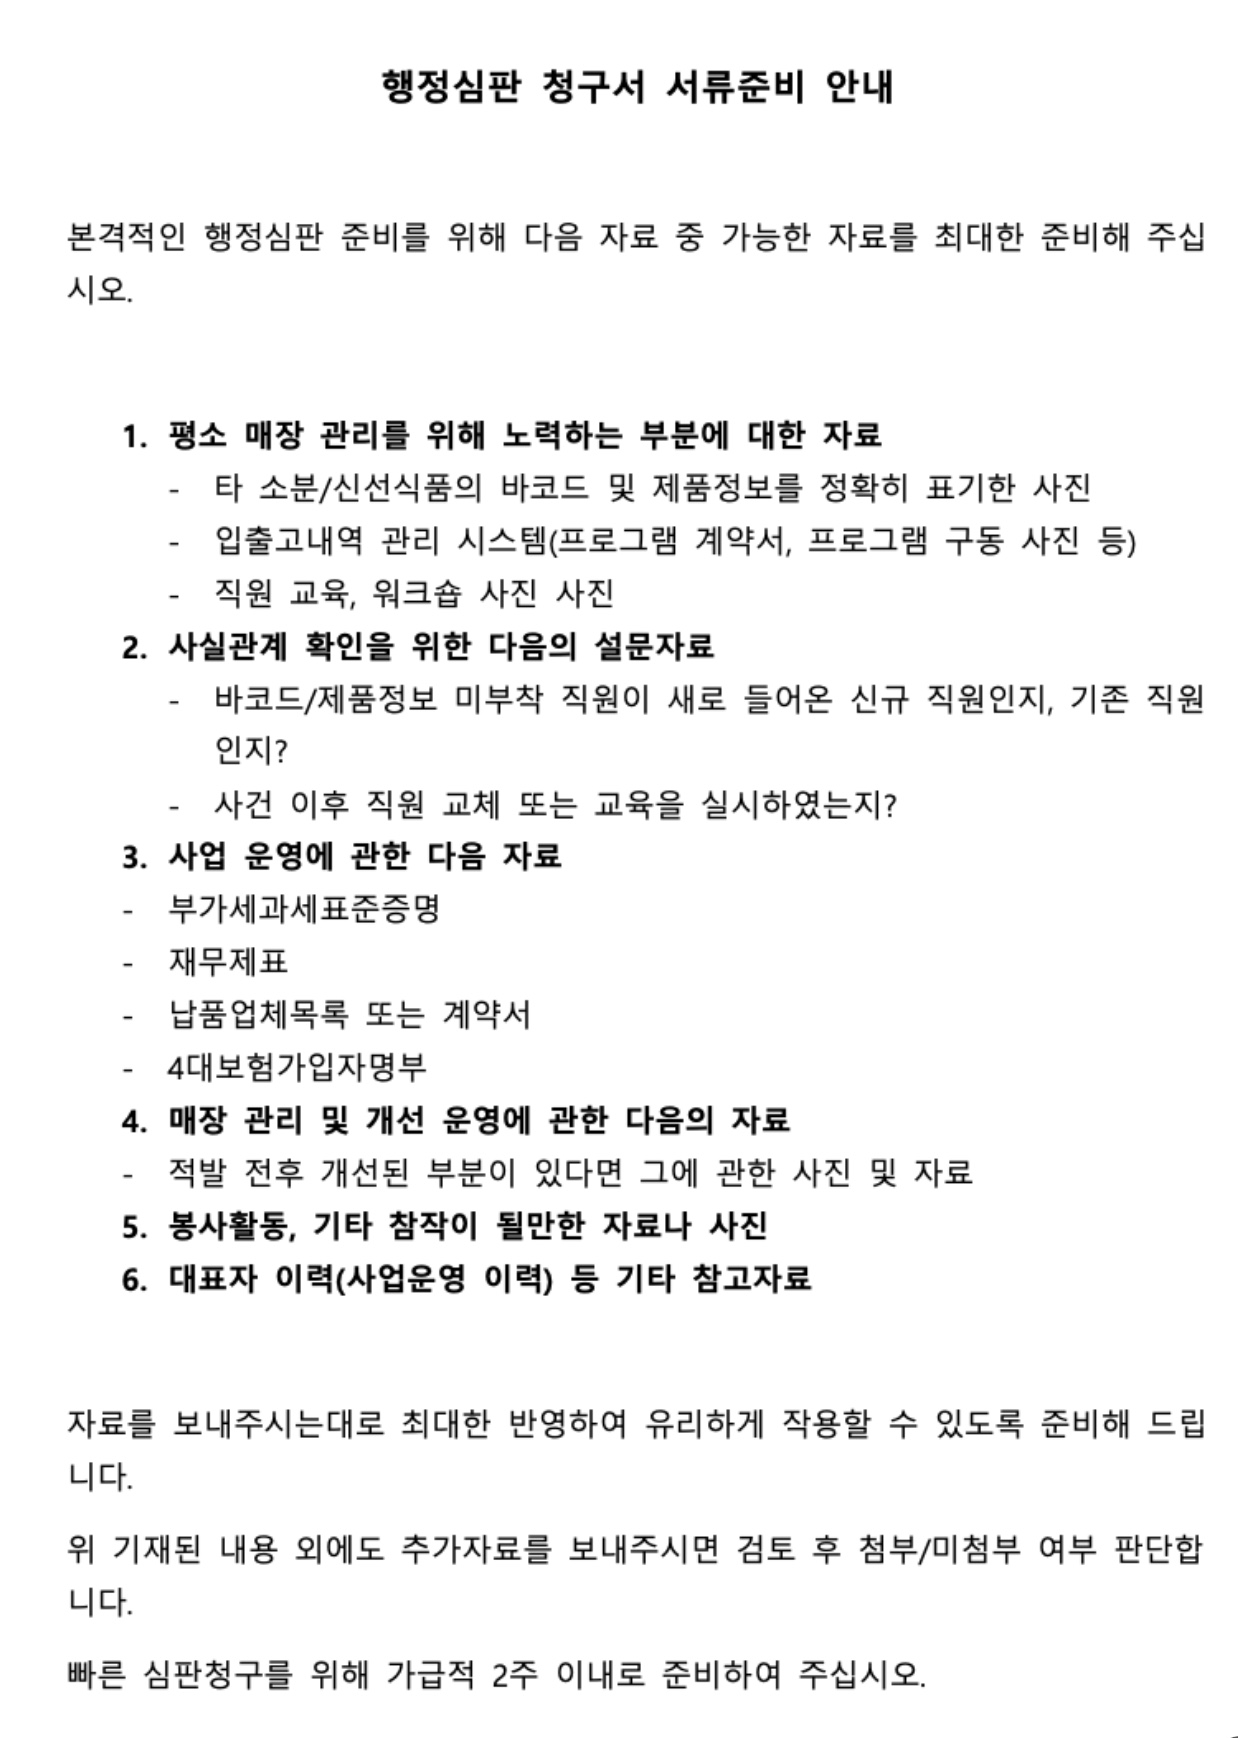 행정심판 청구서 서류준비 안내
본격적인 행정심판 준비를 위해 다음 자료 중 가능한 자료를 최대한 준비해 주십
시오.
1. 평소 매장 관리를 위해 노력하는 부분에 대한 자료
- 타 소분/신선식품의 바코드 및 제품정보를 정확히 표기한 사진
- 입출고내역 관리 시스템(프로그램 계약서, 프로그램 구동 사진 등)
- 직원 교육, 워크숍 사진 사진
2. 사실관계 확인을 위한 다음의 설문자료
- 바코드/제품정보 미부착 직원이 새로 들어온 신규 직원인지, 기존 직원
인지?
- 사건 이후 직원 교체 또는 교육을 실시하였는지?
3. 사업 운영에 관한 다음 자료
- 부가세과세표준증명
- 재무제표
- 납품업체목록 또는 계약서
- 4대보험가입자명부
4. 매장 관리 및 개선 운영에 관한 다음의 자료
- 적발 전후 개선된 부분이 있다면 그에 관한 사진 및 자료
5. 봉사활동, 기타 참작이 될만한 자료나 사진
6. 대표자 이력(사업운영 이력) 등 기타 참고자료
자료를 보내주시는대로 최대한 반영하여 유리하게 작용할 수 있도록 준비해 드립
니다.
위 기재된 내용 외에도 추가자료를 보내주시면 검토 후 첨부/미첨부 여부 판단합
니다.
빠른 심판청구를 위해 가급적 2주 이내로 준비하여 주십시오.